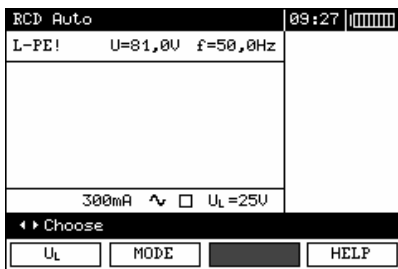 RCD Auto 09:27
L-PE! U=81,0V f=50,0Hz
300mA UL=25V
Choose
UL MODE HELP